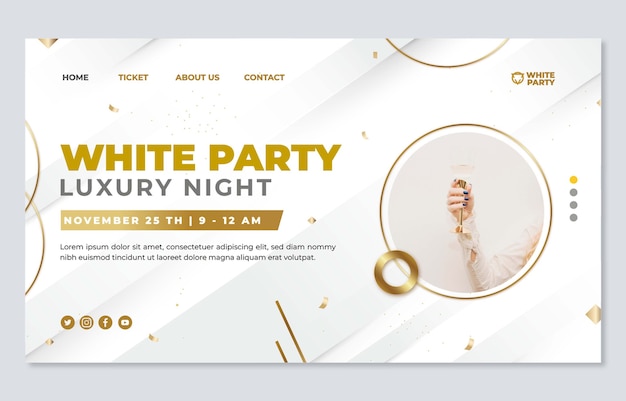 HOME TICKET ABOUT US CONTACT
WHITE
PARTY
WHITE PARTY
LUXURY NIGHT
NOVEMBER 25 TH | 9 - 12 AM
Lorem ipsum dolor sit amet, consectetuer adipiscing elit, sed diam
nonummy nibh euismod tincidunt ut laoreet dolore magna
aliquam erat volutpat.